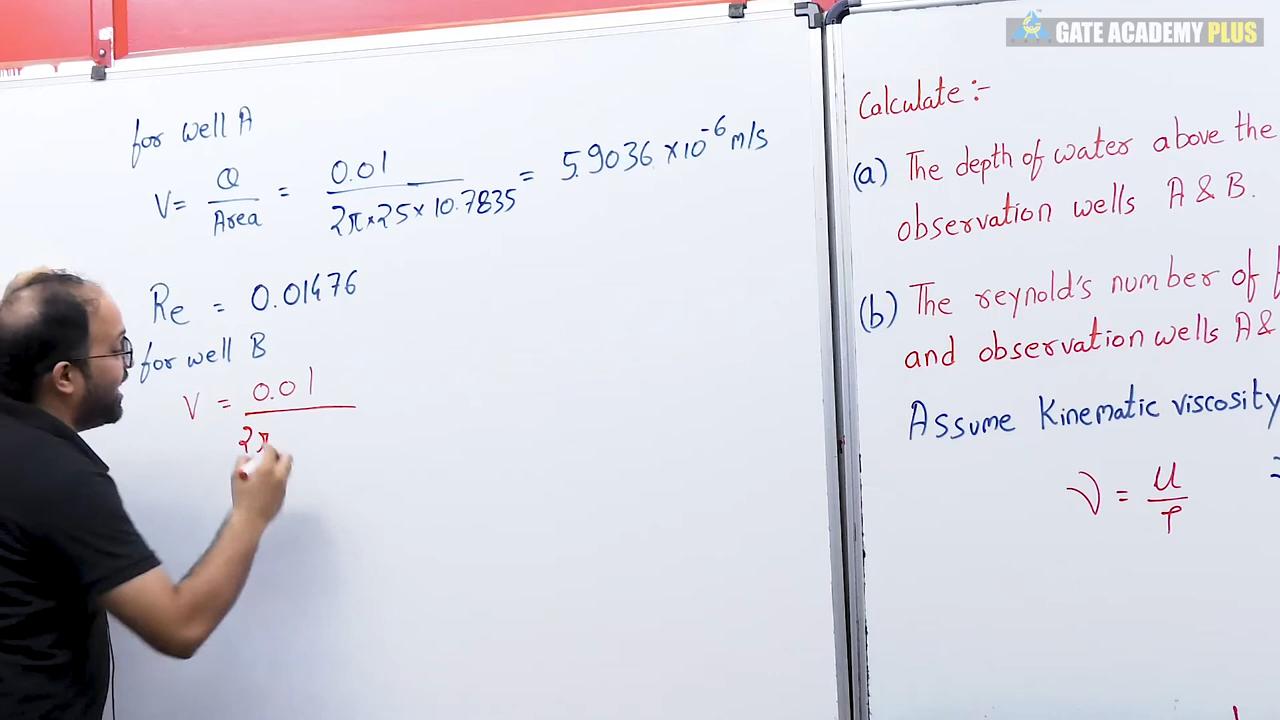 GATE ACADEMY PLUS
for well A
V = Q / Area = 0.01 / 2π×25×10.7835 = 5.9036 ×10⁻⁶ m/s
Re = 0.01476
for well B
V = 0.01 / 2π
Calculate :-
(a) The depth of water above the
observation wells A & B.
(b) The reynold's number of
and observation wells A &
Assume Kinematic viscosity
ν = μ / ρ